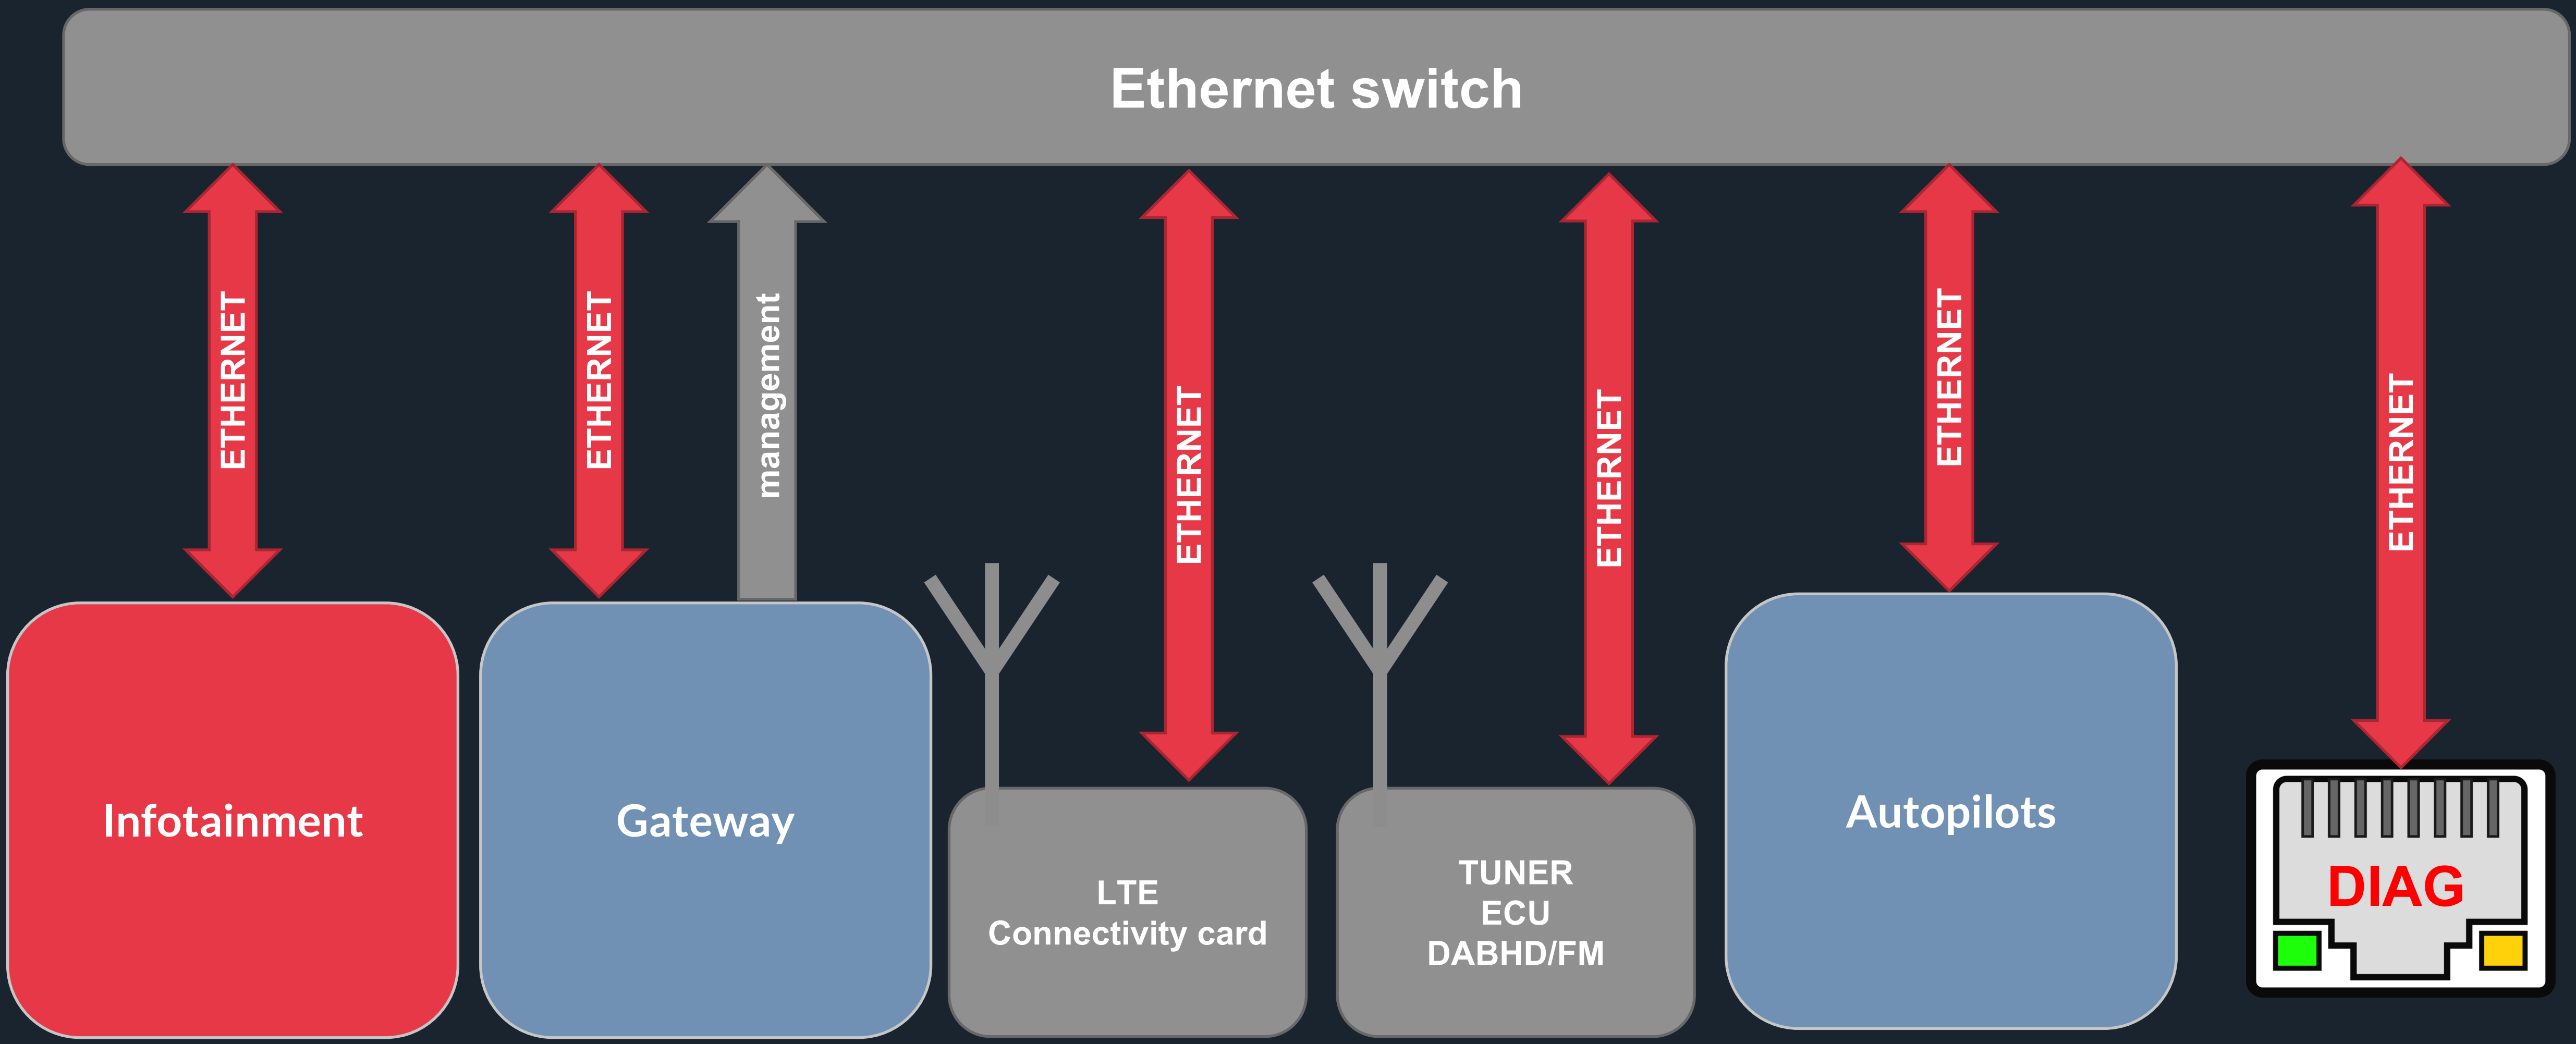 Ethernet switch
ETHERNET
ETHERNET
management
ETHERNET
ETHERNET
ETHERNET
ETHERNET
Infotainment
Gateway
LTE
Connectivity card
TUNER
ECU
DABHD/FM
Autopilots
DIAG